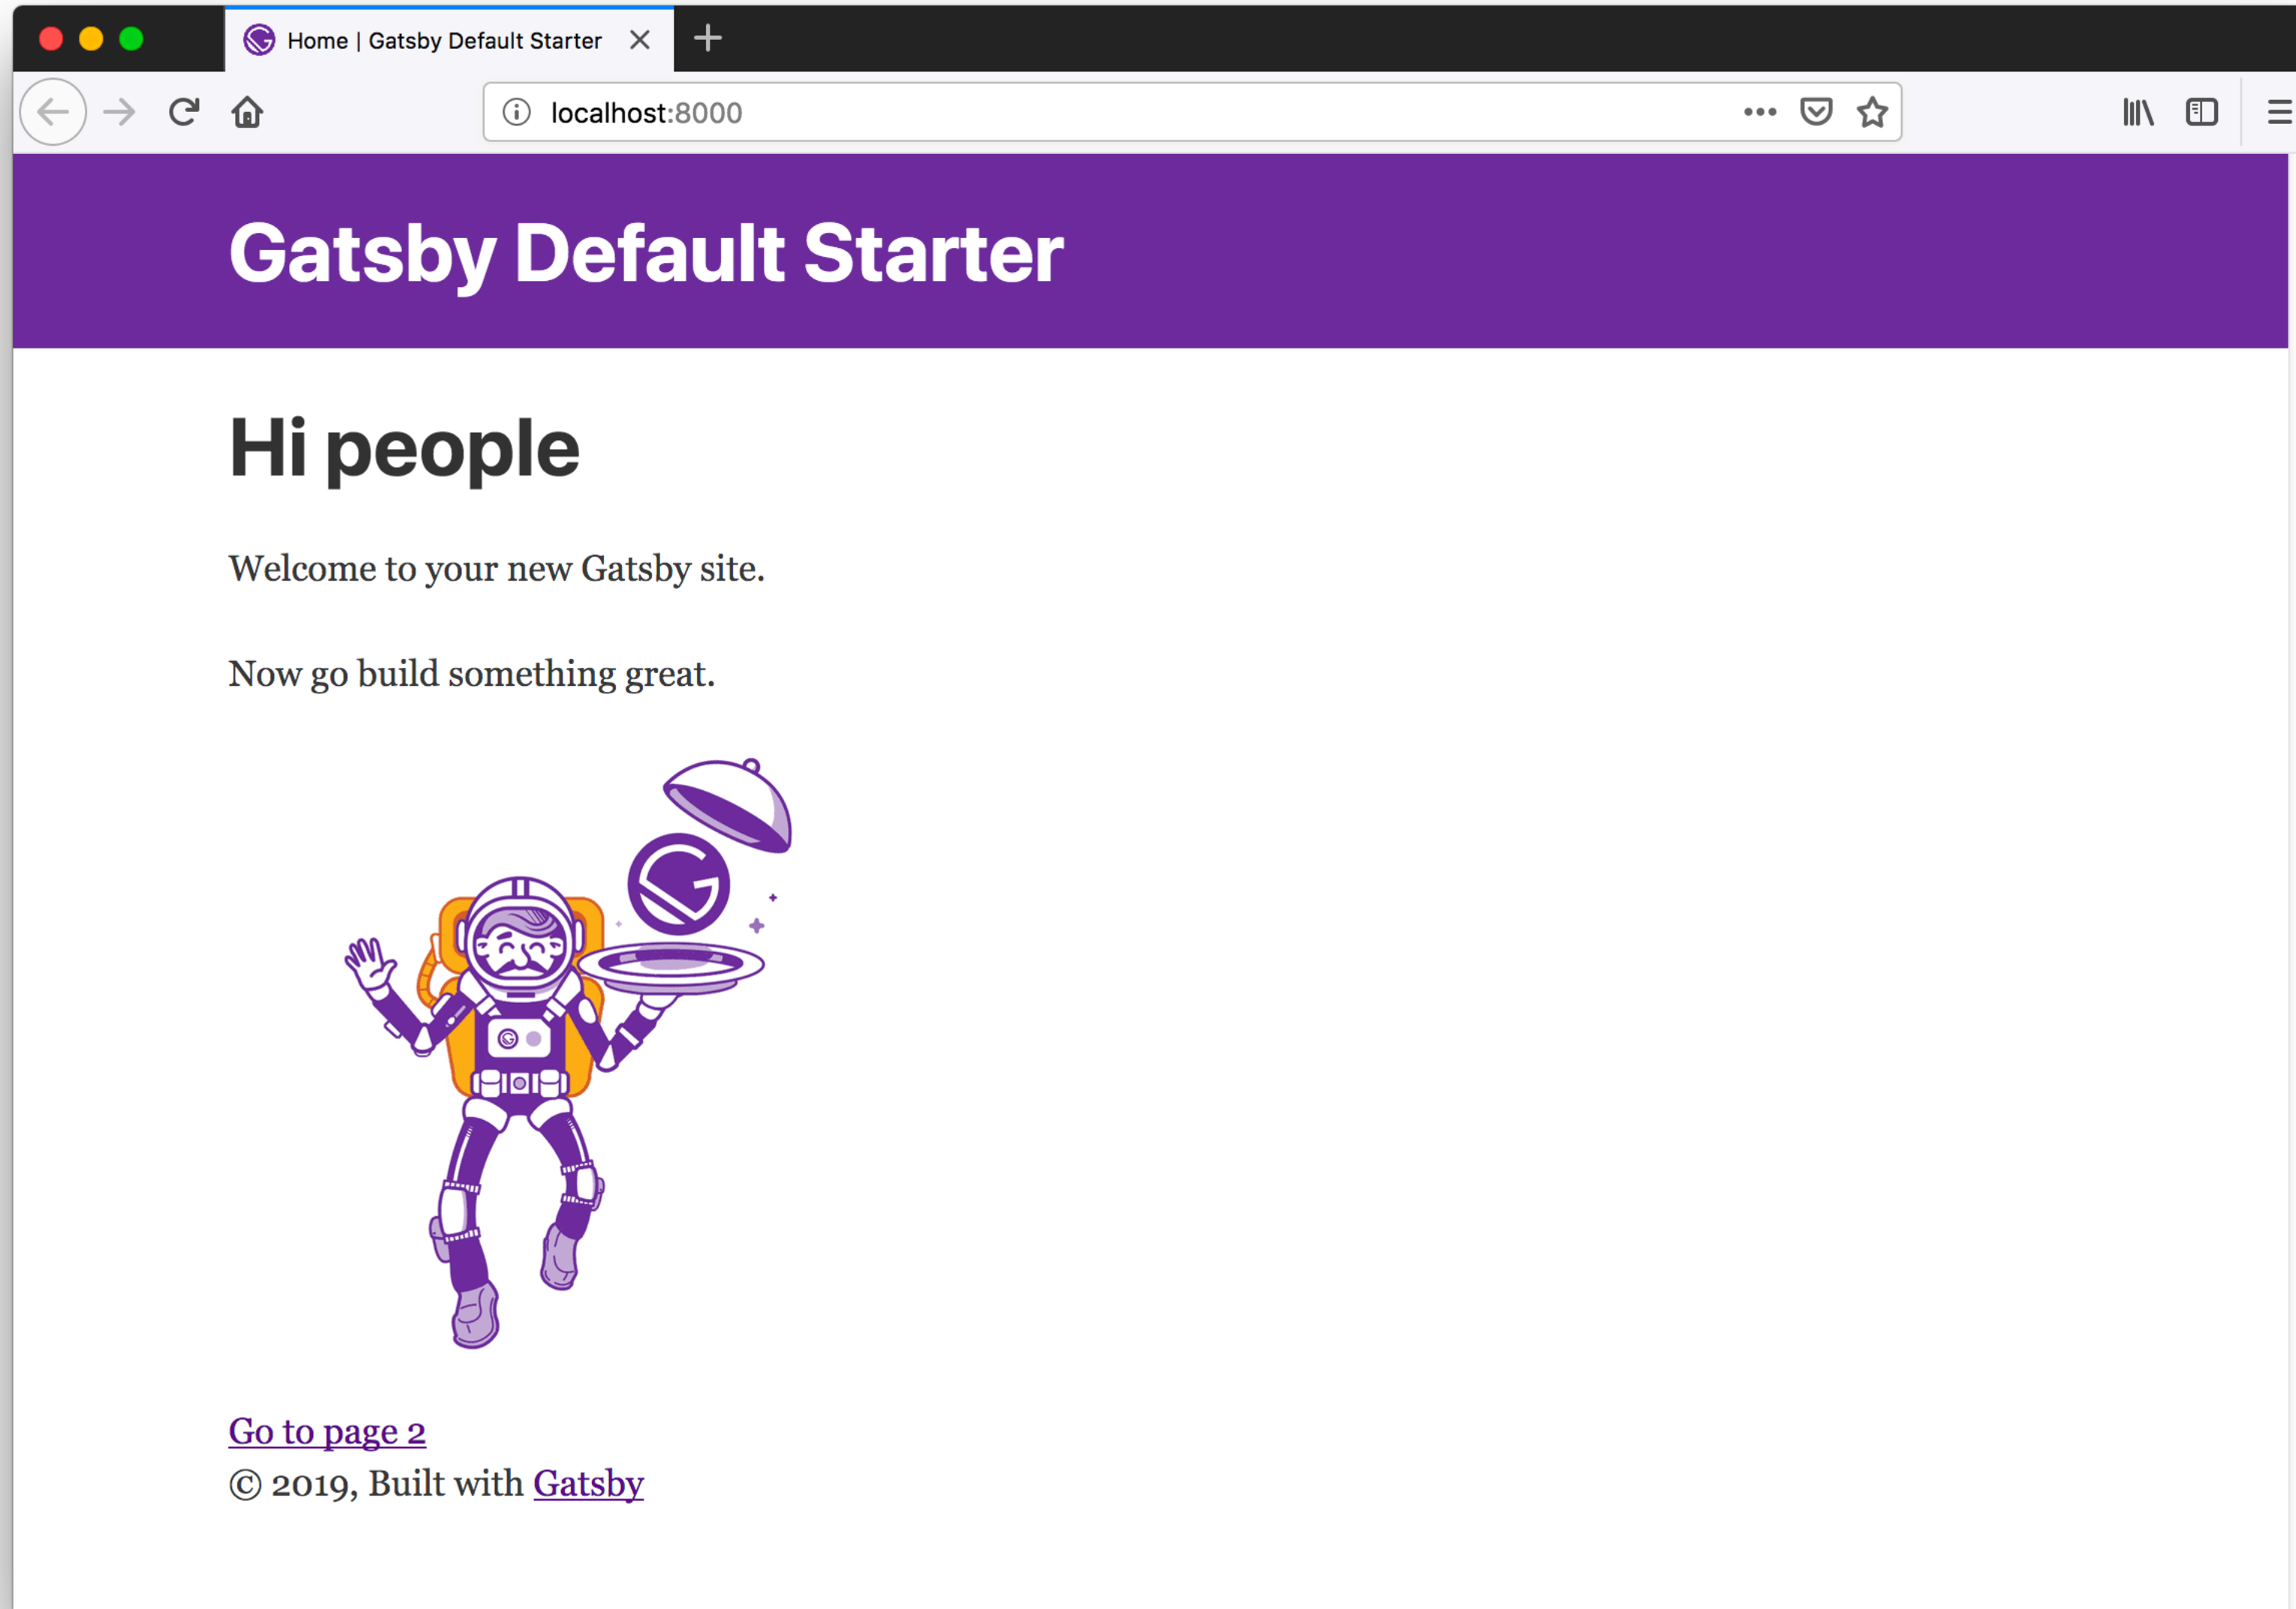 Home | Gatsby Default Starter
localhost:8000
Gatsby Default Starter
Hi people
Welcome to your new Gatsby site.
Now go build something great.
Go to page 2
© 2019, Built with Gatsby